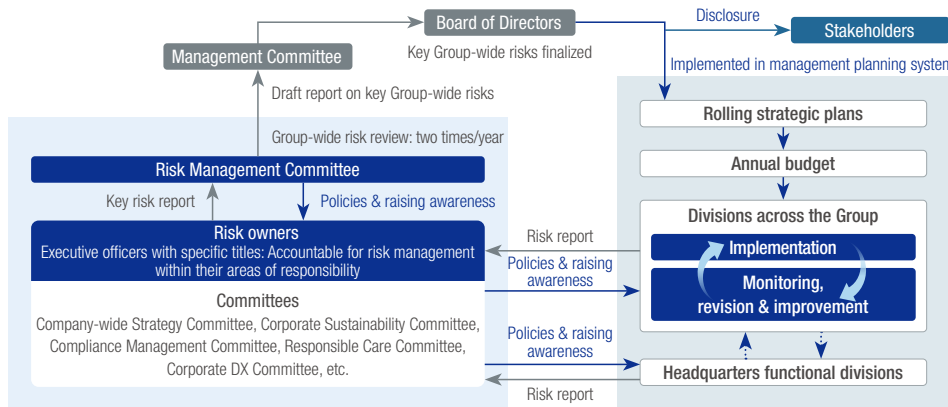 Board of Directors
Disclosure
Stakeholders
Management Committee
Key Group-wide risks finalized
Implemented in management planning system
Draft report on key Group-wide risks
Rolling strategic plans
Group-wide risk review: two times/year
Annual budget
Risk Management Committee
Key risk report
Policies & raising awareness
Divisions across the Group
Risk owners
Executive officers with specific titles: Accountable for risk management
within their areas of responsibility
Risk report
Implementation
Policies & raising
awareness
Monitoring,
revision & improvement
Committees
Company-wide Strategy Committee, Corporate Sustainability Committee,
Compliance Management Committee, Responsible Care Committee,
Corporate DX Committee, etc.
Policies & raising
awareness
Headquarters functional divisions
Risk report